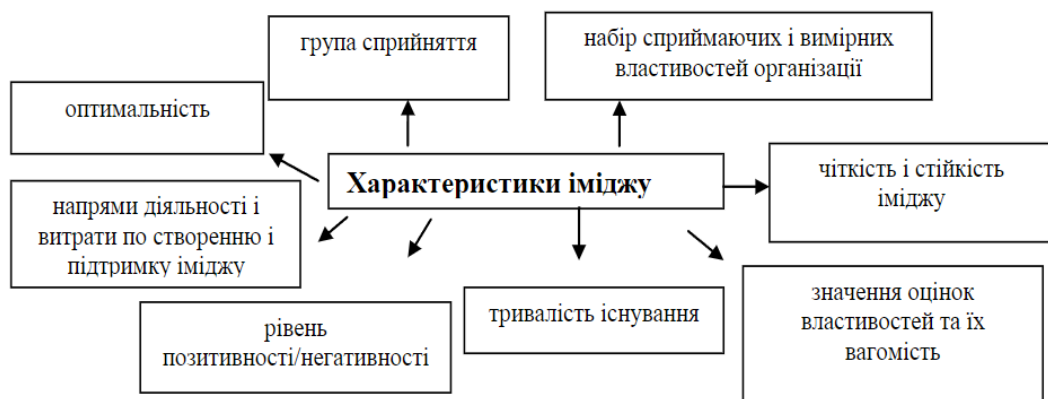 група сприйняття
набір сприймаючих і вимірних
властивостей організації
оптимальність
Характеристики іміджу
чіткість і стійкість
іміджу
напрями діяльності і
витрати по створенню і
підтримку іміджу
рівень
позитивності/негативності
тривалість існування
значення оцінок
властивостей та їх
вагомість